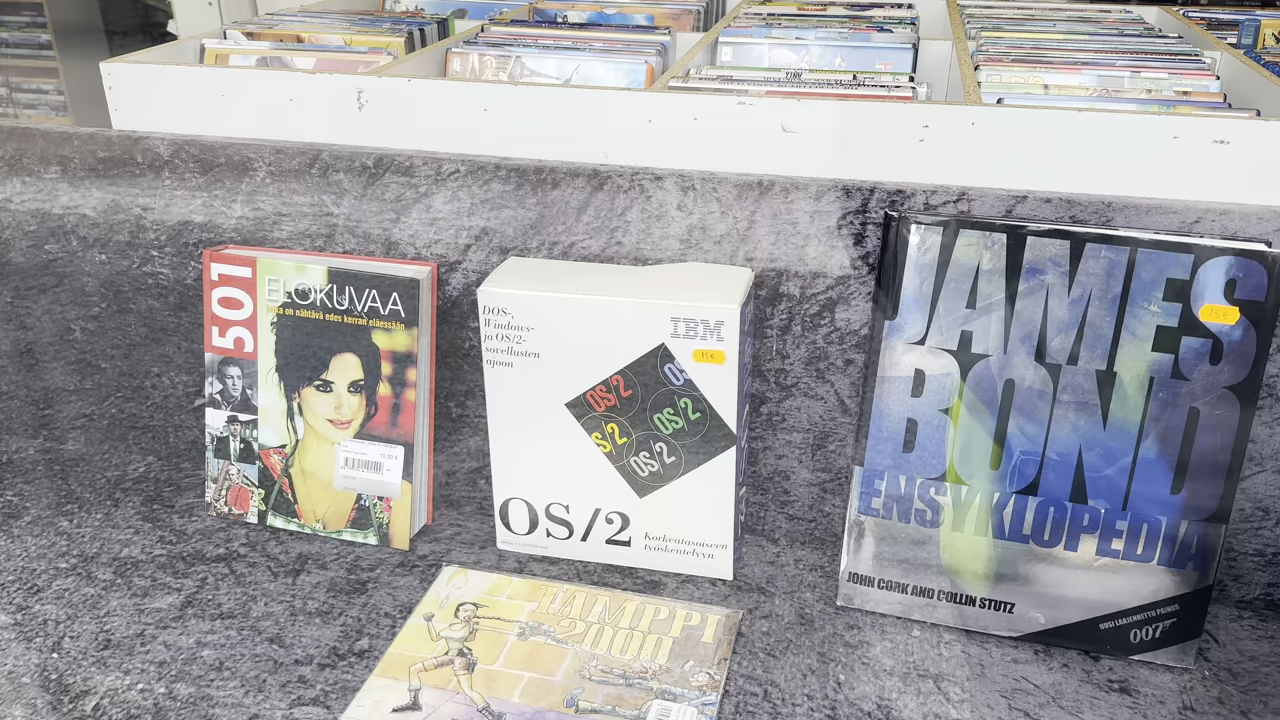 501
ELOKUVAA
jotka on nähtävä edes kerran eläessään
10,00 €
DOS-,
Windows-
ja OS/2-
sovellusten
ajoon
IBM
15€
OS/2
OS
OS/2
S/2
OS/2
OS/2
Korkeatasoiseen
työskentelyyn
TAMPPI
2000
JAMES
15€
BOND
ENSYKLOPEDIA
JOHN CORK AND COLLIN STUTZ
UUSI LAAJENNETTU PAINOS
007